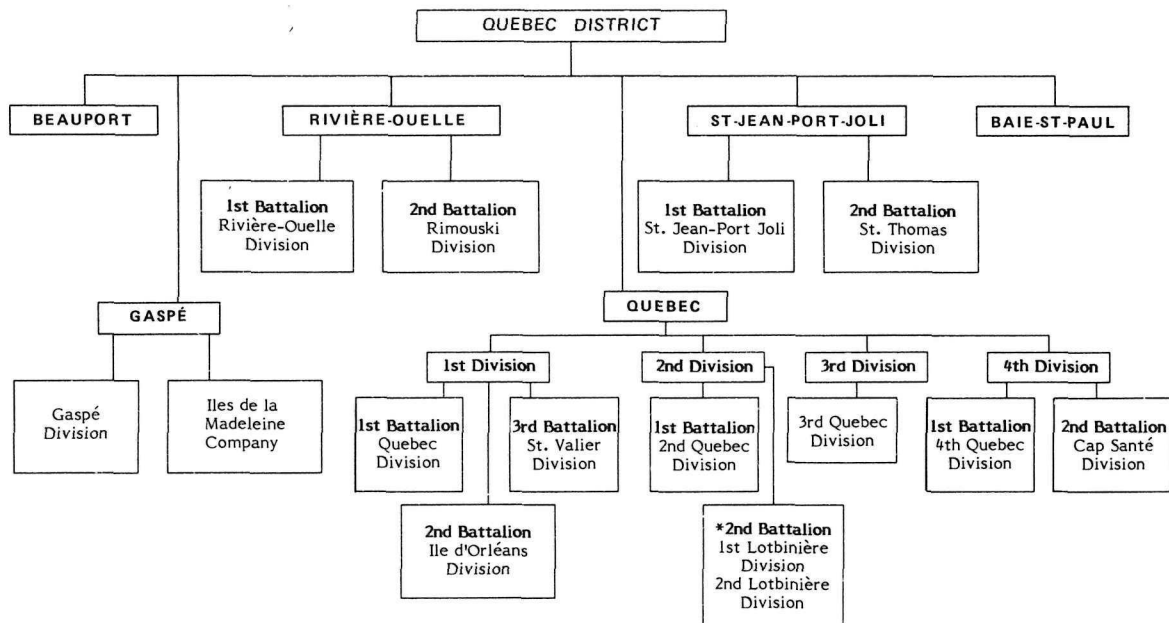 QUEBEC DISTRICT
BEAUPORT
RIVIÈRE-OUELLE
ST-JEAN-PORT-JOLI
BAIE-ST-PAUL
1st Battalion
Rivière-Ouelle
Division
2nd Battalion
Rimouski
Division
1st Battalion
St. Jean-Port Joli
Division
2nd Battalion
St. Thomas
Division
GASPÉ
QUEBEC
Gaspé
Division
Iles de la
Madeleine
Company
1st Division
2nd Division
3rd Division
4th Division
1st Battalion
Quebec
Division
3rd Battalion
St. Valier
Division
1st Battalion
2nd Quebec
Division
3rd Quebec
Division
1st Battalion
4th Quebec
Division
2nd Battalion
Cap Santé
Division
2nd Battalion
Ile d'Orléans
Division
*2nd Battalion
1st Lotbinière
Division
2nd Lotbinière
Division